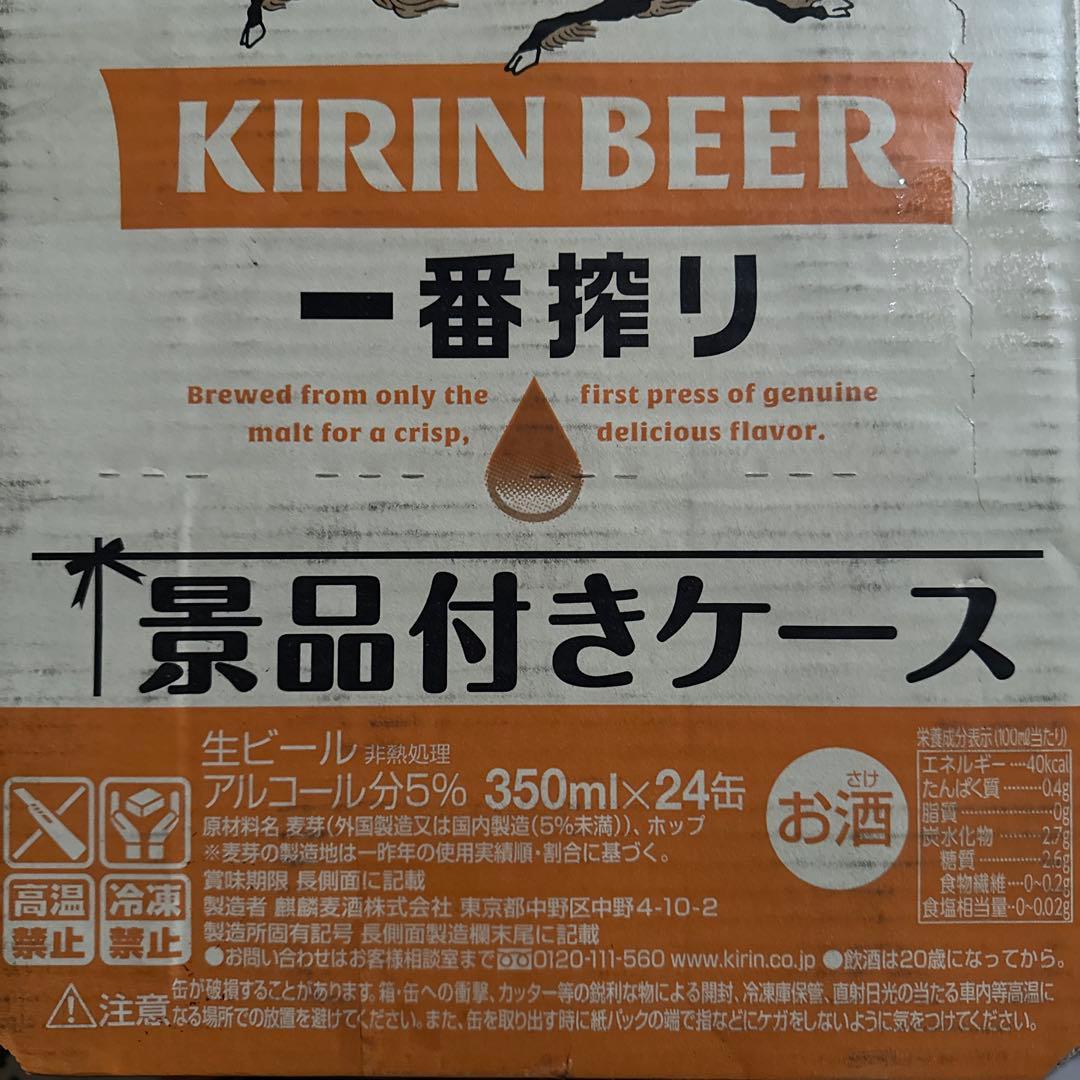 KIRIN BEER
一番搾り
Brewed from only the first press of genuine
malt for a crisp, delicious flavor.
景品付きケース
生ビール 非熱処理
アルコール分5% 350ml×24缶
原材料名 麦芽(外国製造又は国内製造(5%未満))、ホップ
※麦芽の製造地は一昨年の使用実績順・割合に基づく。
賞味期限 長側面に記載
製造者 麒麟麦酒株式会社 東京都中野区中野4-10-2
製造所固有記号 長側面製造欄末尾に記載
●お問い合わせはお客様相談室まで 0120-111-560 www.kirin.co.jp ●飲酒は20歳になってから。
さけ
お酒
栄養成分表示(100ml当たり)
エネルギー…40kcal
たんぱく質……0.4g
脂質…………0g
炭水化物……2.7g
糖質…………2.6g
食物繊維…0~0.2g
食塩相当量…0~0.02g
高温
禁止
冷凍
禁止
注意 缶が破損することがあります。箱・缶への衝撃、カッター等の鋭利な物による開封、冷凍庫保管、直射日光の当たる車内等高温に
なる場所での放置を避けてください。また、缶を取り出す時に紙パックの端で指などにケガをしないように気をつけてください。